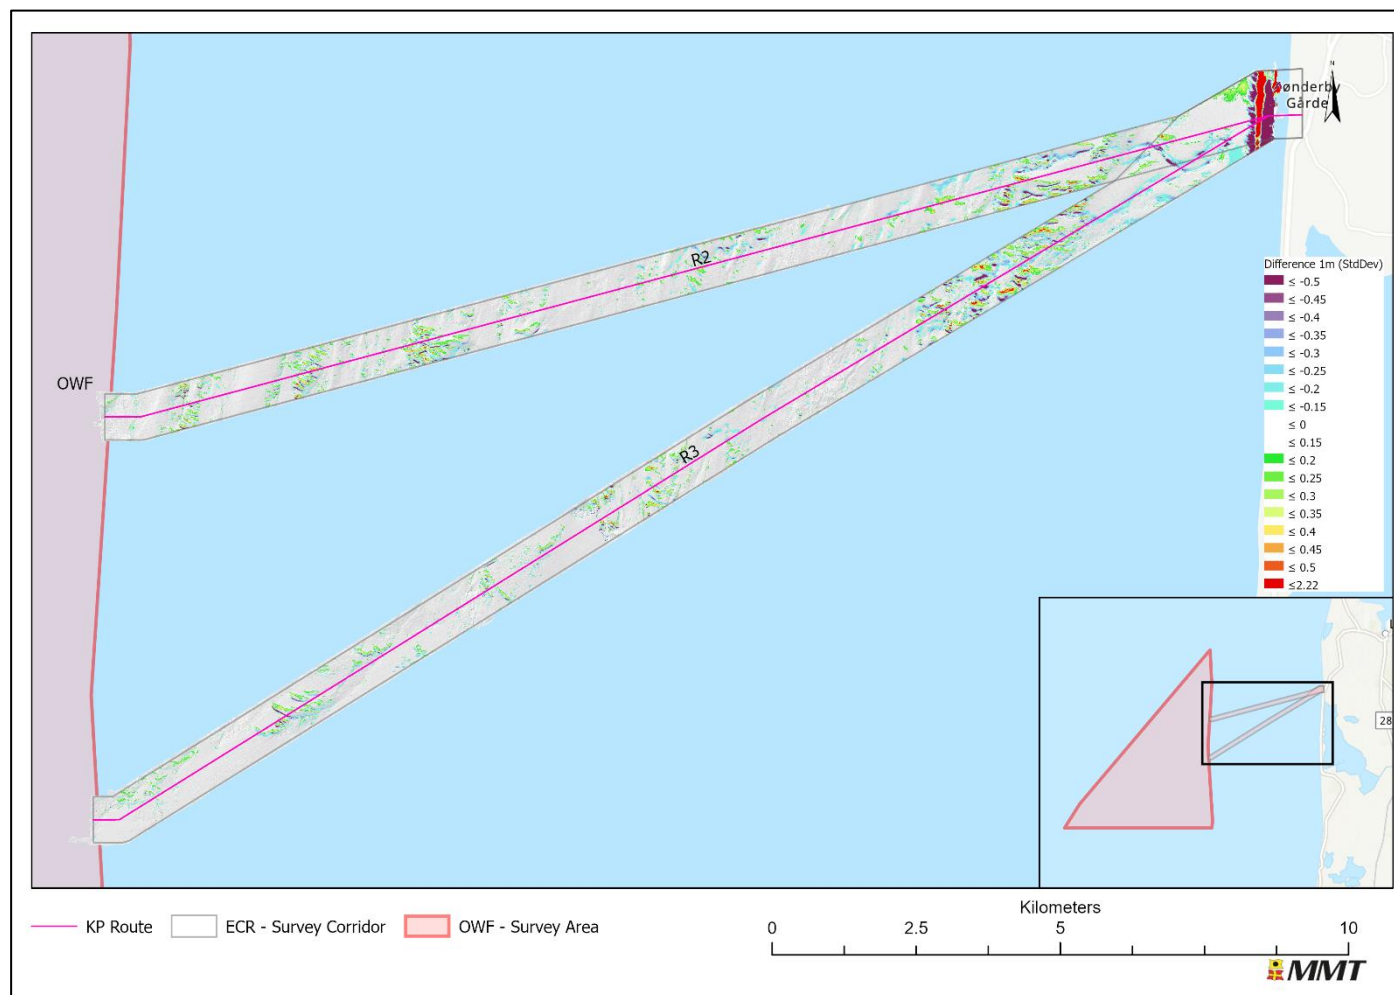 N
Sønderby
Gårde
R2
Difference 1m (StdDev)
≤ -0.5
≤ -0.45
≤ -0.4
≤ -0.35
≤ -0.3
≤ -0.25
≤ -0.2
≤ -0.15
≤ 0
≤ 0.15
≤ 0.2
≤ 0.25
≤ 0.3
≤ 0.35
≤ 0.4
≤ 0.45
≤ 0.5
≤2.22
OWF
R3
L
28
KP Route
ECR - Survey Corridor
OWF - Survey Area
Kilometers
0 2.5 5 10
MMT